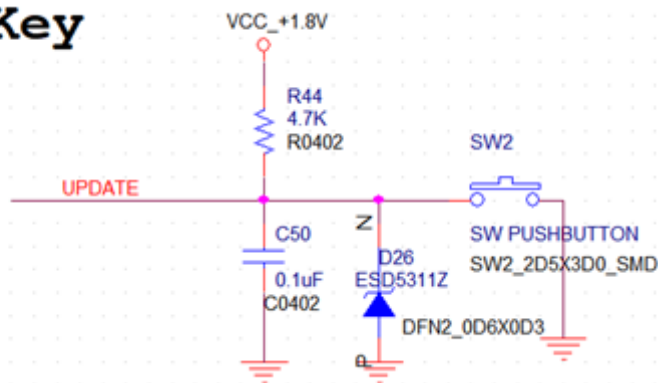 Key
VCC_+1.8V
R44
4.7K
R0402
SW2
UPDATE
C50
0.1uF
C0402
N
D26
ESD5311Z
DFN2_0D6X0D3
P
SW PUSHBUTTON
SW2_2D5X3D0_SMD